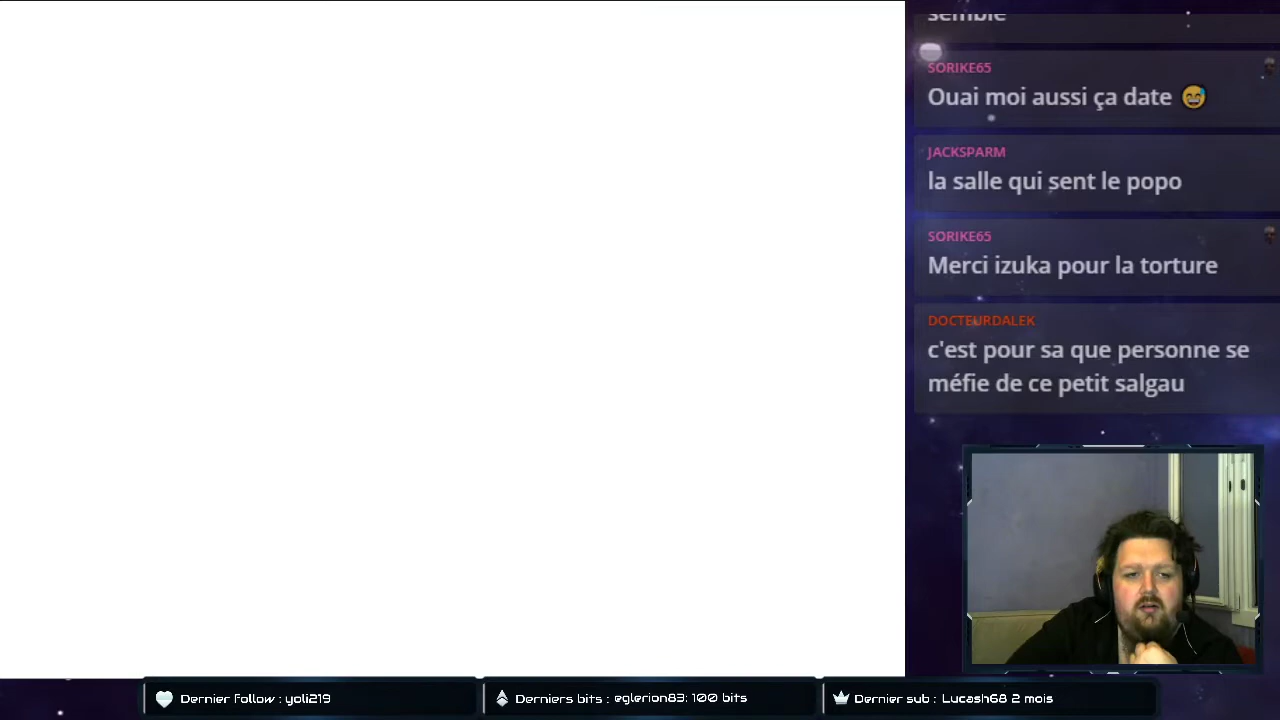 semble
SORIKE65
Ouai moi aussi ça date
JACKSPARM
la salle qui sent le popo
SORIKE65
Merci izuka pour la torture
DOCTEURDALEK
c'est pour sa que personne se
méfie de ce petit salgau
Dernier Follow : yoli219
Derniers bits : eglerion83: 100 bits
Dernier sub : Lucash68 2 mois